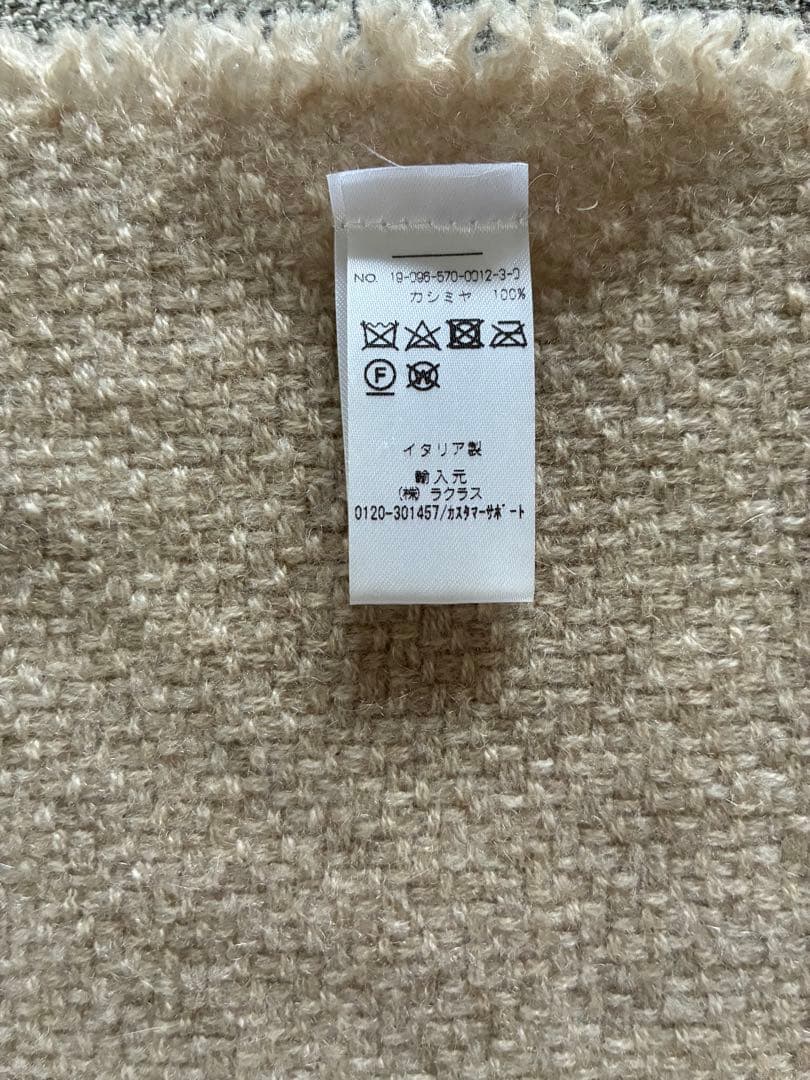 NO. 19-096-570-0012-3-0
カシミヤ 100%
F W
イタリア製
輸入元
(株) ラクラス
0120-301457/カスタマーサポート